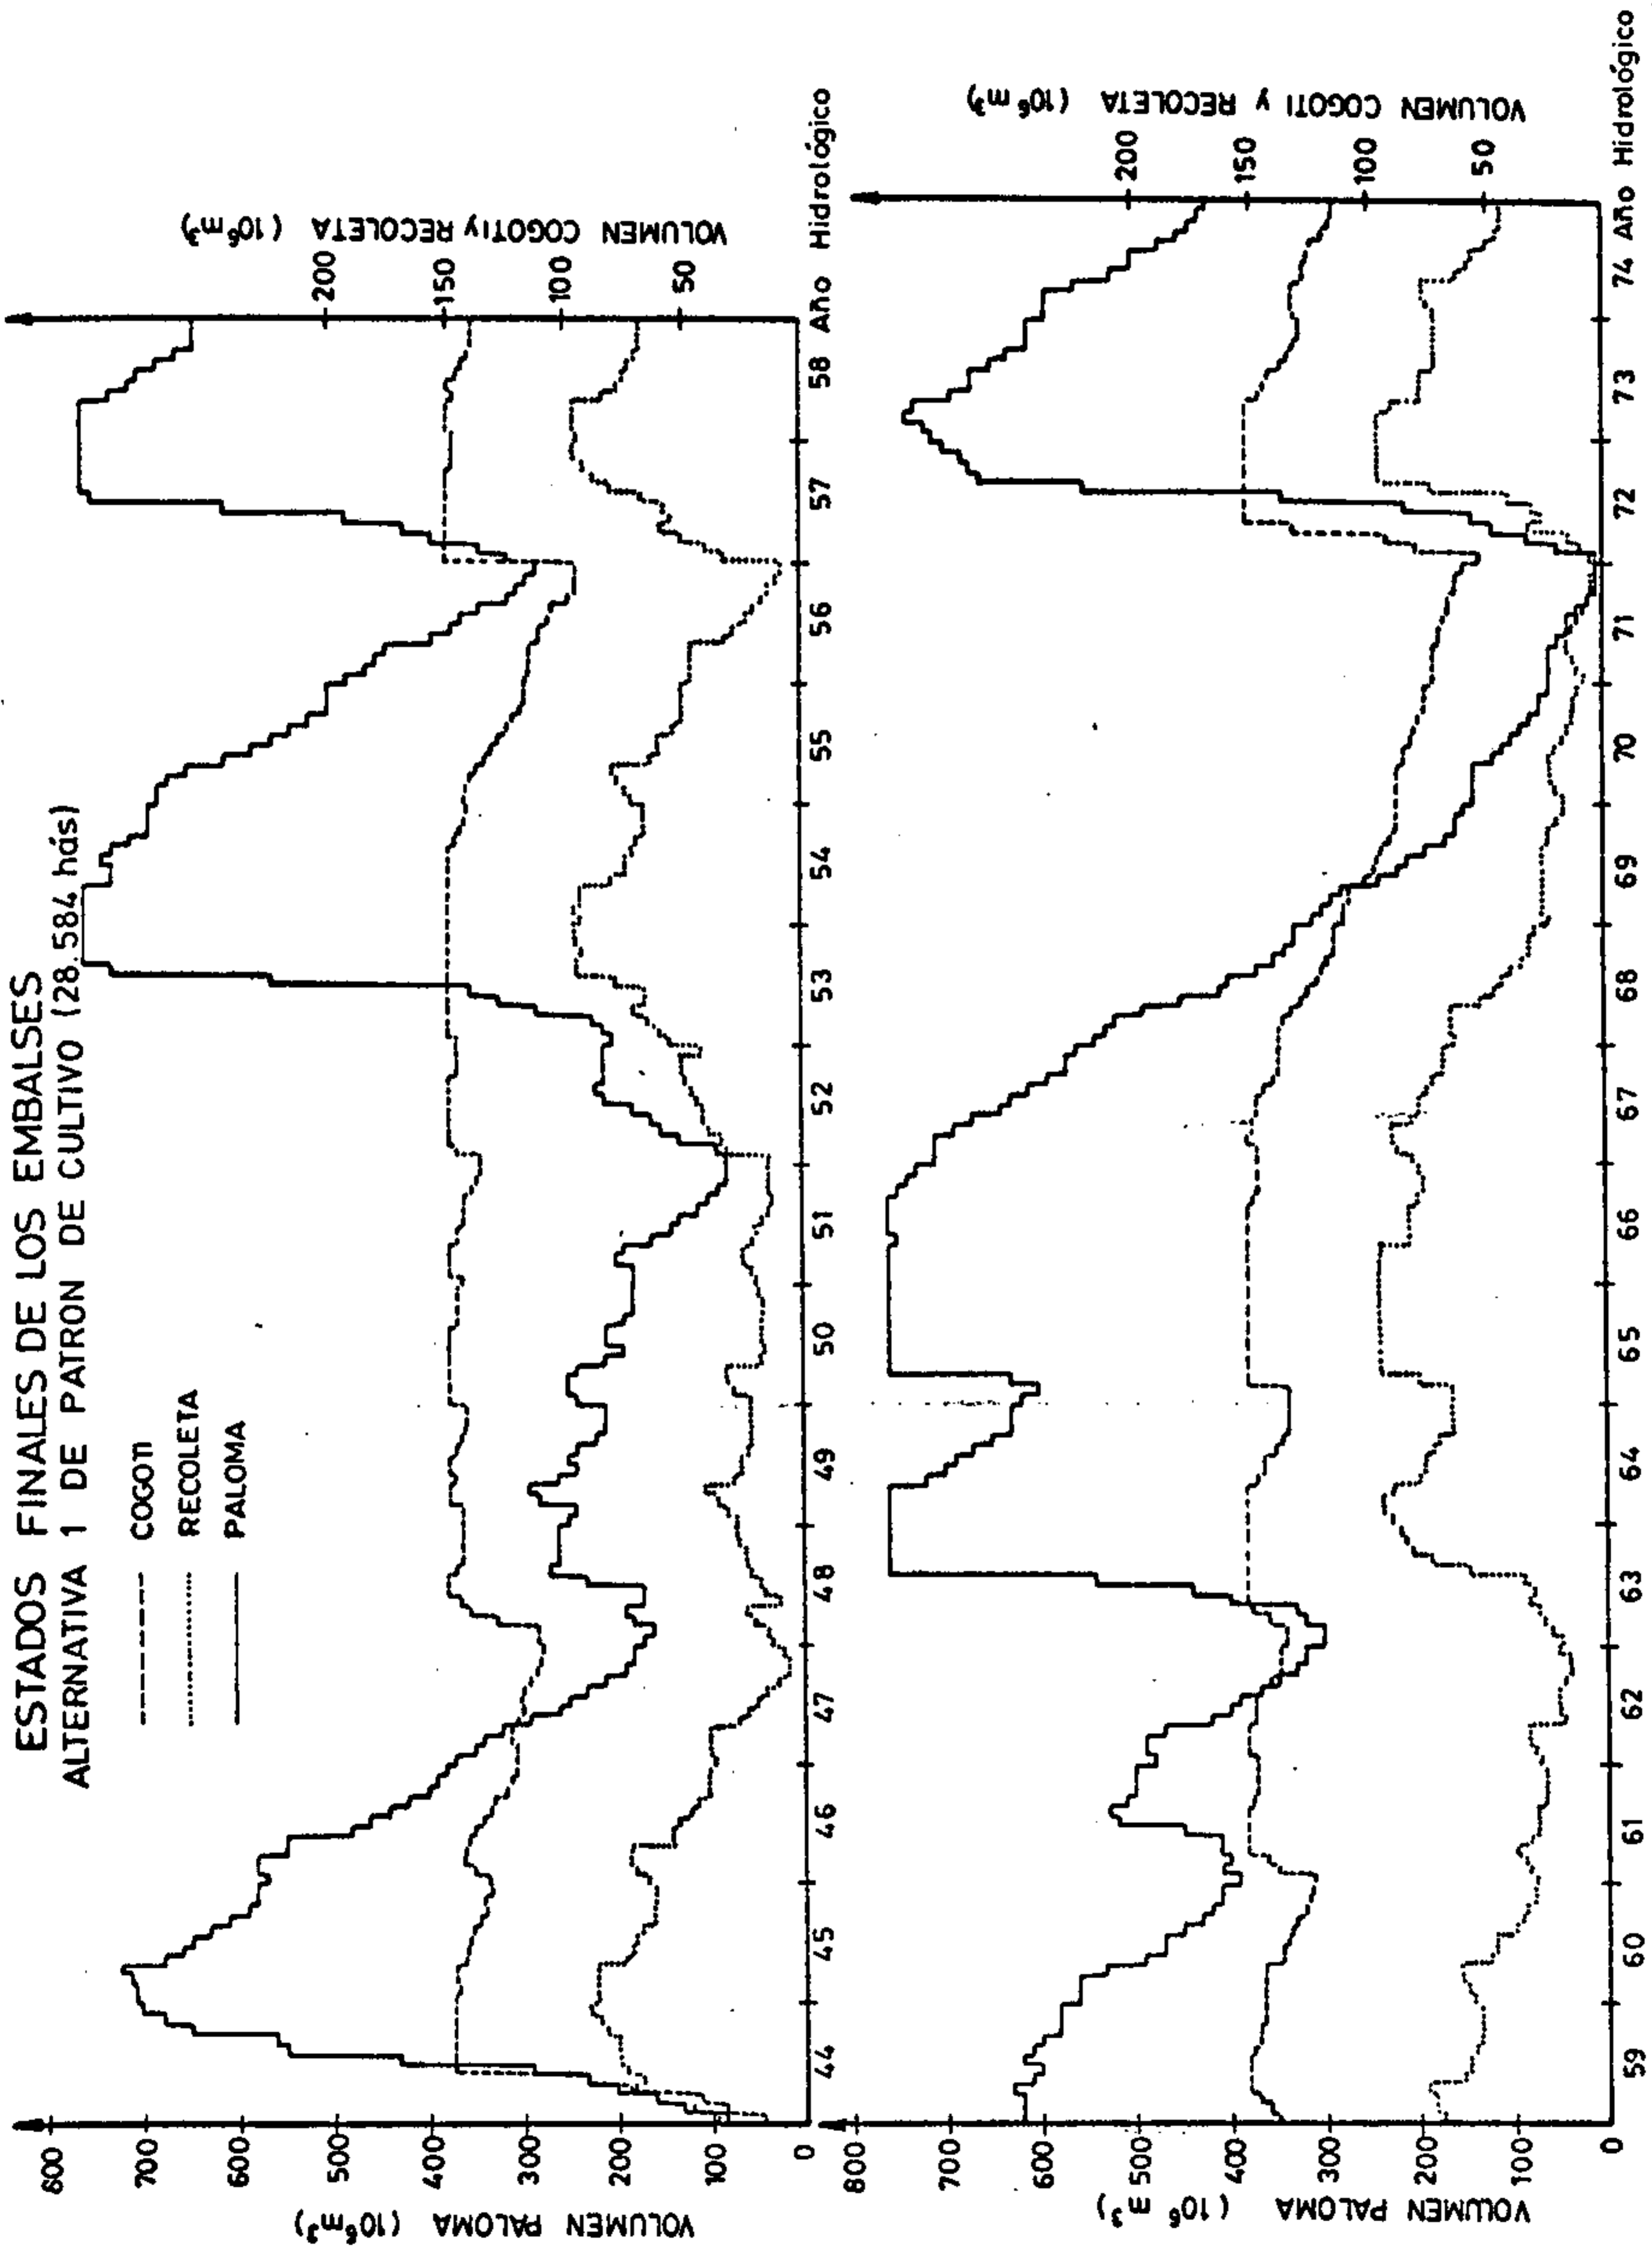 ESTADOS FINALES DE LOS EMBALSES
ALTERNATIVA 1 DE PATRON DE CULTIVO (28.584 hás)
COGOTI
RECOLETA
PALOMA
VOLUMEN PALOMA
(10⁶ m³)
800
700
600
500
400
300
200
100
0
VOLUMEN COGOTI y RECOLETA
(10⁶ m³)
200
150
100
50
44 45 46 47 48 49 50 51 52 53 54 55 56 57 58 Año Hidrológico
VOLUMEN PALOMA
(10⁶ m³)
800
700
600
500
400
300
200
100
0
VOLUMEN COGOTI y RECOLETA
(10⁶ m³)
200
150
100
50
59 60 61 62 63 64 65 66 67 68 69 70 71 72 73 74 Año Hidrológico